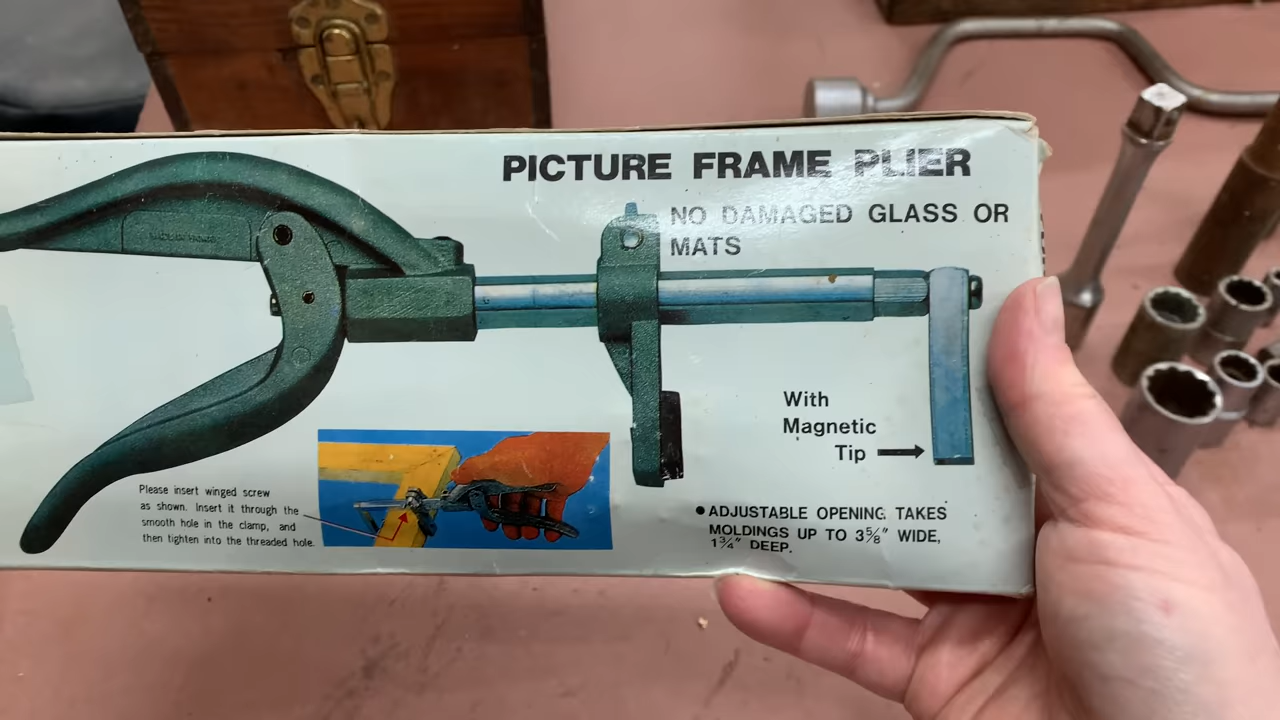 PICTURE FRAME PLIER
NO DAMAGED GLASS OR
MATS
With
Magnetic
Tip
Please insert winged screw
as shown. Insert it through the
smooth hole in the clamp, and
then tighten into the threaded hole.
• ADJUSTABLE OPENING TAKES
MOLDINGS UP TO 3⅝" WIDE,
1¾" DEEP.